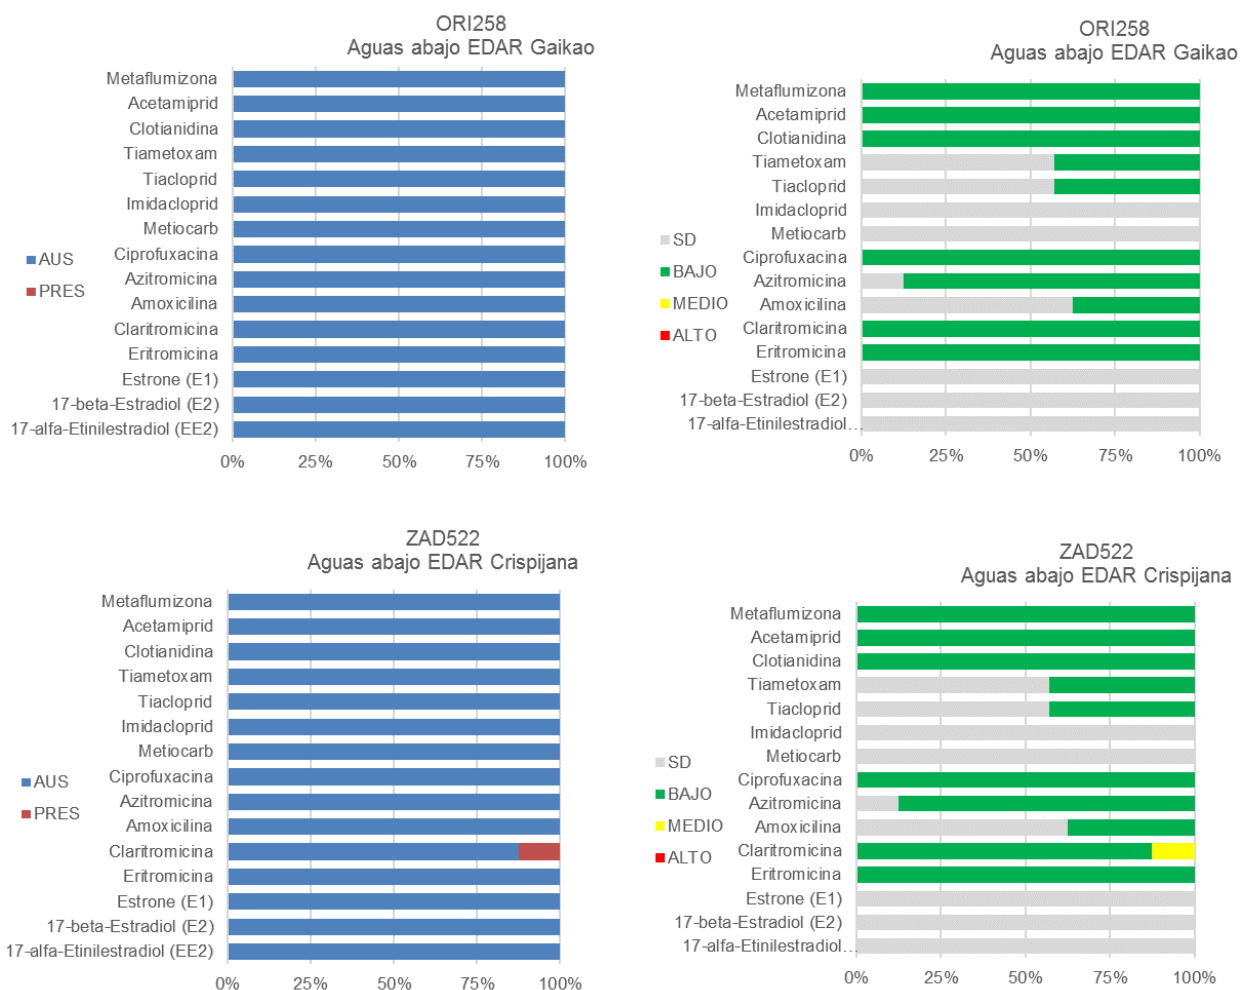 ORI258
Aguas abajo EDAR Gaikao
Metaflumizona
Acetamiprid
Clotianidina
Tiametoxam
Tiacloprid
Imidacloprid
Metiocarb
Ciprofuxacina
Azitromicina
Amoxicilina
Claritromicina
Eritromicina
Estrone (E1)
17-beta-Estradiol (E2)
17-alfa-Etinilestradiol (EE2)
AUS
PRES
0% 25% 50% 75% 100%
ORI258
Aguas abajo EDAR Gaikao
Metaflumizona
Acetamiprid
Clotianidina
Tiametoxam
Tiacloprid
Imidacloprid
Metiocarb
Ciprofuxacina
Azitromicina
Amoxicilina
Claritromicina
Eritromicina
Estrone (E1)
17-beta-Estradiol (E2)
17-alfa-Etinilestradiol...
SD
BAJO
MEDIO
ALTO
0% 25% 50% 75% 100%
ZAD522
Aguas abajo EDAR Crispijana
Metaflumizona
Acetamiprid
Clotianidina
Tiametoxam
Tiacloprid
Imidacloprid
Metiocarb
Ciprofuxacina
Azitromicina
Amoxicilina
Claritromicina
Eritromicina
Estrone (E1)
17-beta-Estradiol (E2)
17-alfa-Etinilestradiol (EE2)
AUS
PRES
0% 25% 50% 75% 100%
ZAD522
Aguas abajo EDAR Crispijana
Metaflumizona
Acetamiprid
Clotianidina
Tiametoxam
Tiacloprid
Imidacloprid
Metiocarb
Ciprofuxacina
Azitromicina
Amoxicilina
Claritromicina
Eritromicina
Estrone (E1)
17-beta-Estradiol (E2)
17-alfa-Etinilestradiol...
SD
BAJO
MEDIO
ALTO
0% 25% 50% 75% 100%